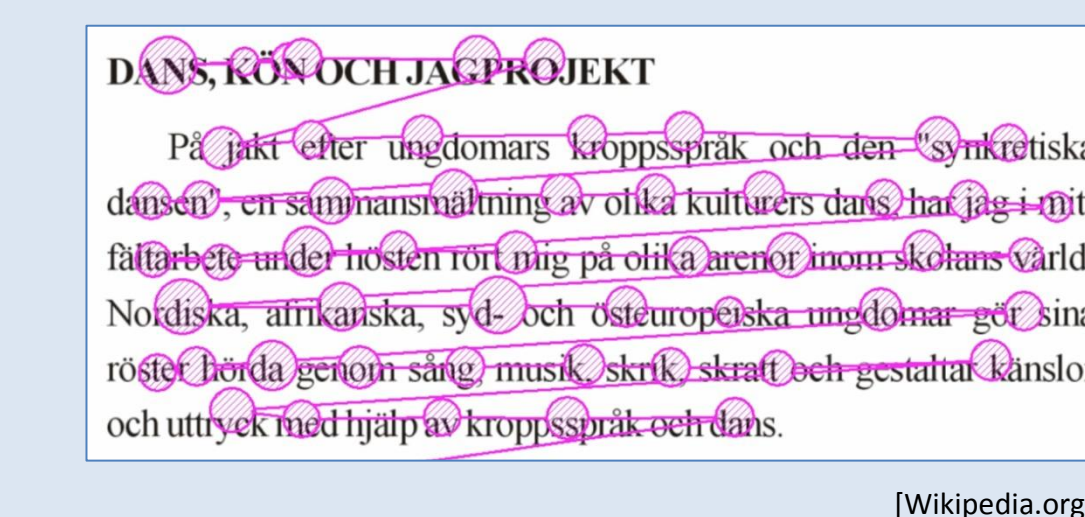 DANS, KÖN OCH JAGPROJEKT
På jakt efter ungdomars kroppsspråk och den "synkretiska
dansen", en sammansmältning av olika kulturers dans, har jag i mit
fältarbete under hösten rört mig på olika arenor inom skolans värld
Nordiska, afrikanska, syd- och östeuropeiska ungdomar gör sina
röster hörda genom sång, musik, skrik, skratt och gestaltar känslo
och uttryck med hjälp av kroppsspråk och dans.
[Wikipedia.org